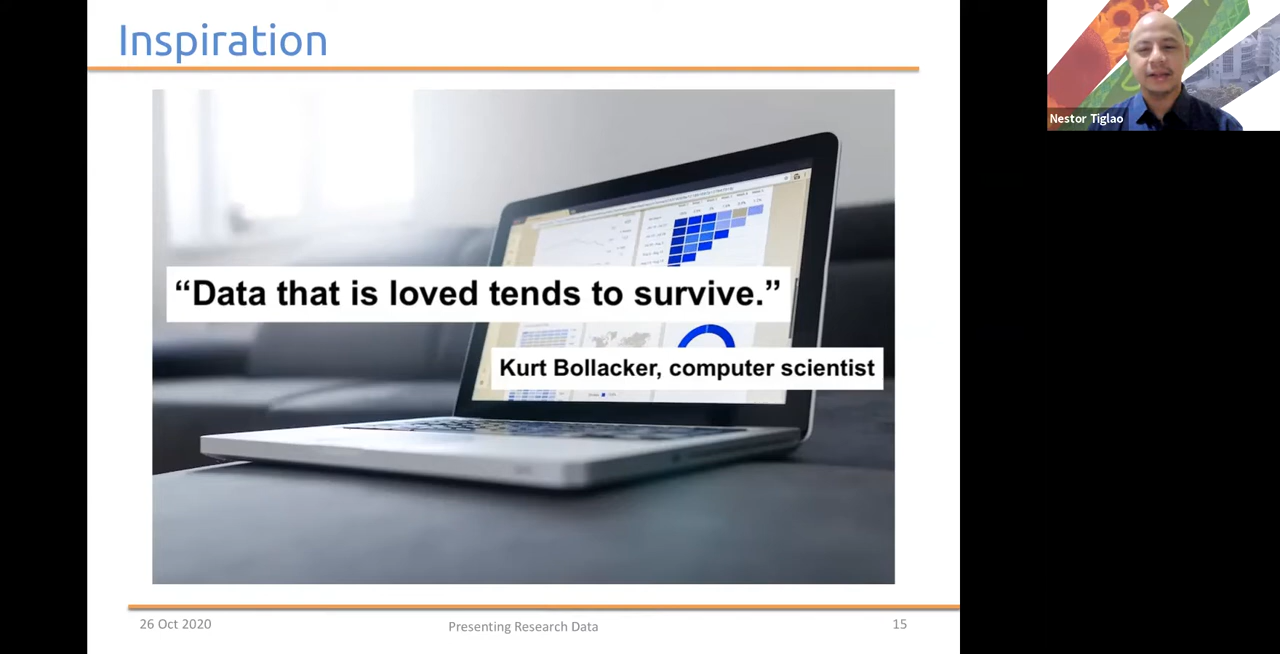 Inspiration
Nestor Tiglao
“Data that is loved tends to survive.”
Kurt Bollacker, computer scientist
26 Oct 2020
Presenting Research Data
15